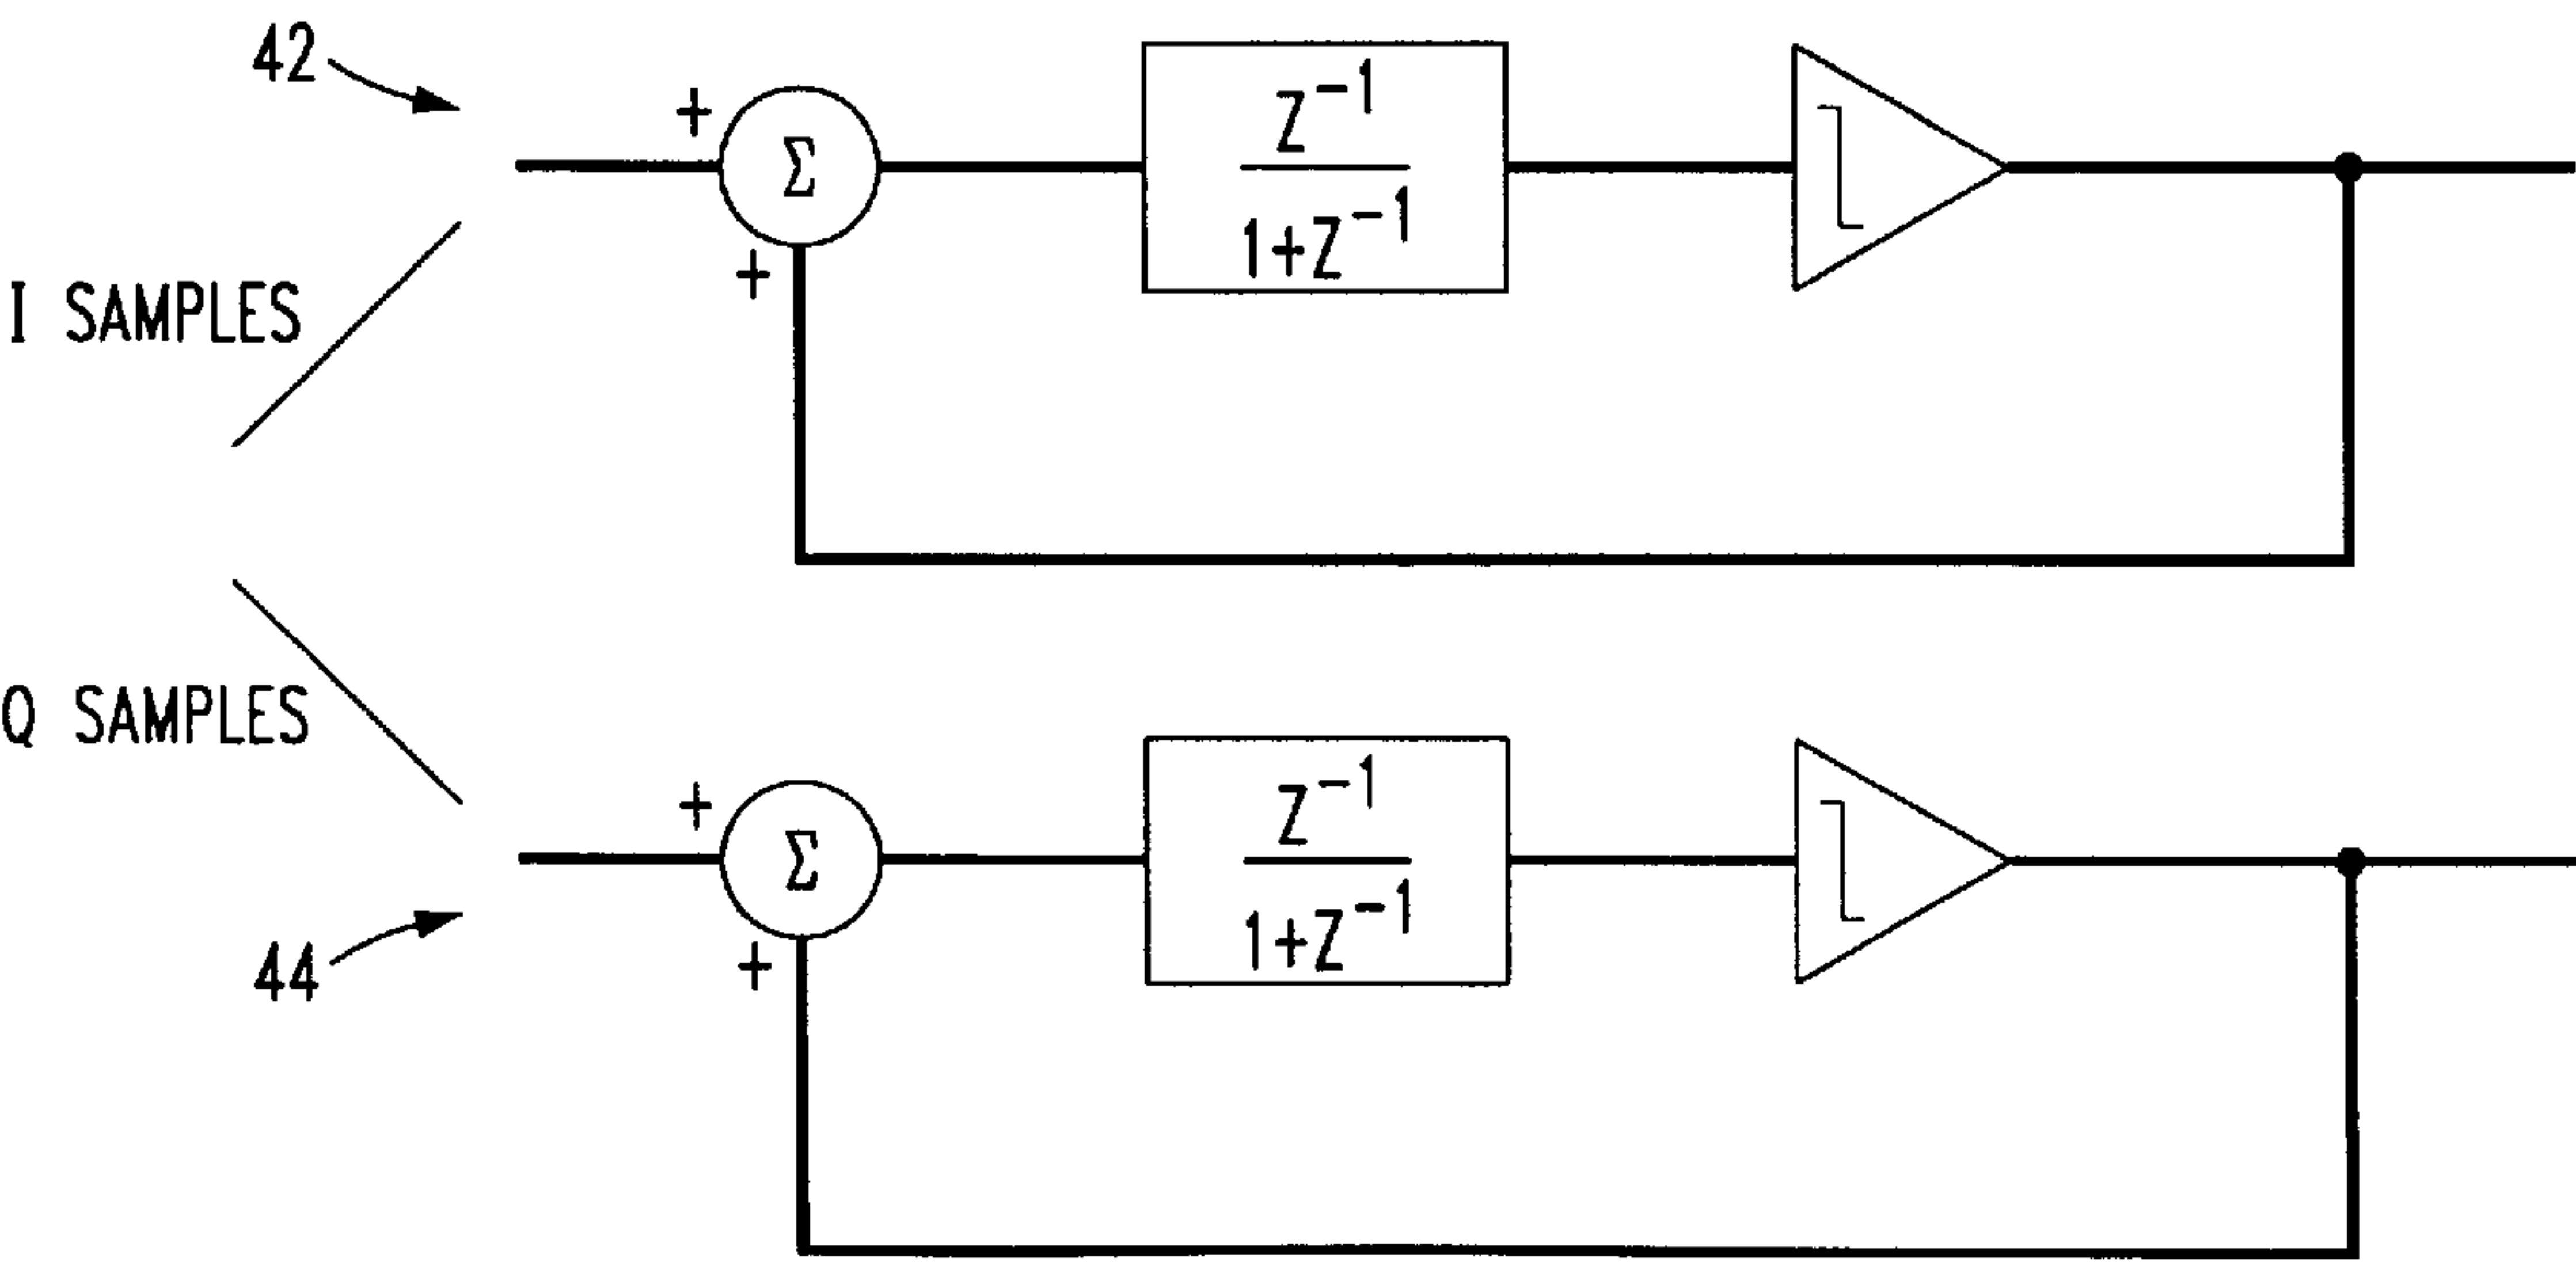 42
+
Σ
+
Z⁻¹
1+Z⁻¹
I SAMPLES
Q SAMPLES
+
Σ
+
Z⁻¹
1+Z⁻¹
44